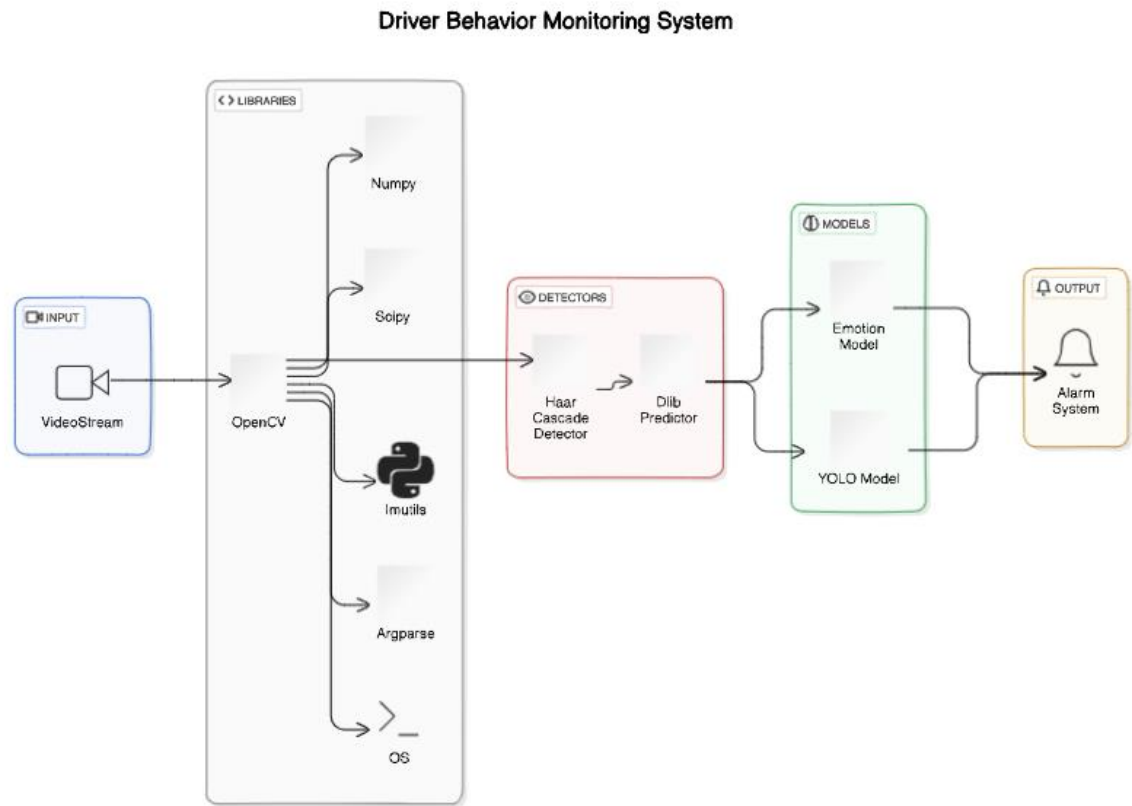 Driver Behavior Monitoring System
LIBRARIES
Numpy
Scipy
INPUT
VideoStream
OpenCV
Imutils
Argparse
OS
DETECTORS
Haar
Cascade
Detector
Dlib
Predictor
MODELS
Emotion
Model
YOLO Model
OUTPUT
Alarm
System